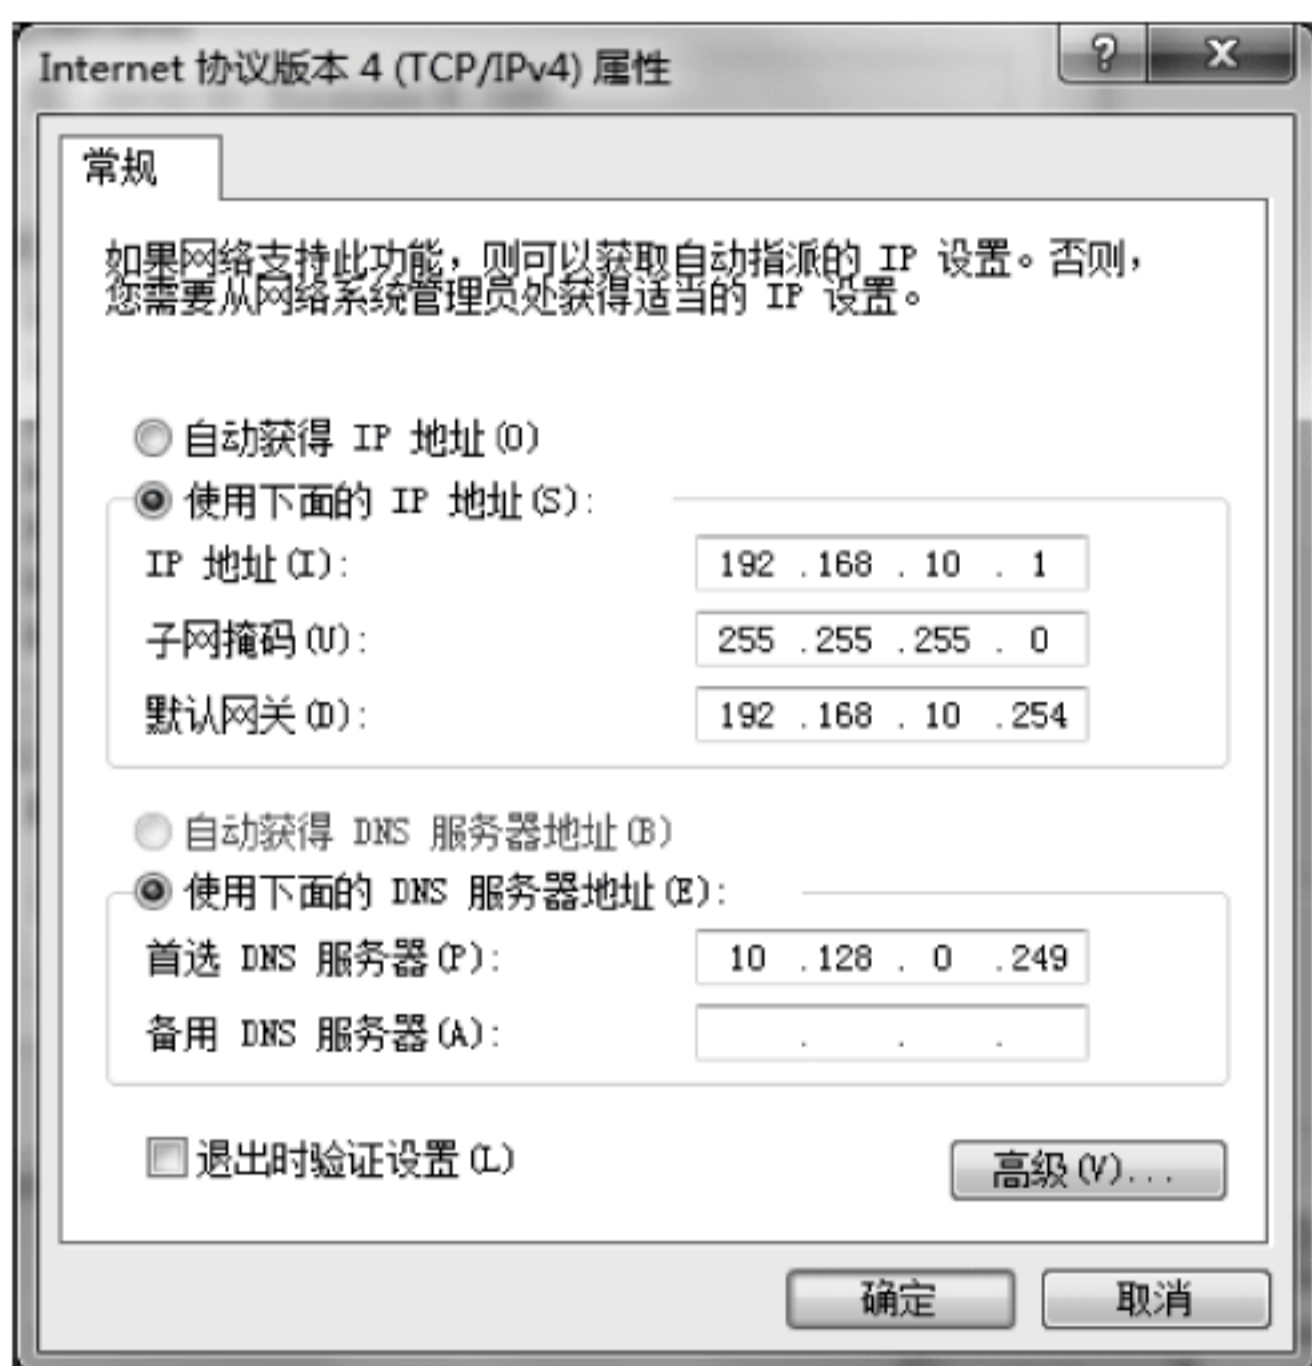 Internet 协议版本 4 (TCP/IPv4) 属性
? X
常规
如果网络支持此功能，则可以获取自动指派的 IP 设置。否则，
您需要从网络系统管理员处获得适当的 IP 设置。
自动获得 IP 地址(O)
使用下面的 IP 地址(S):
IP 地址(I): 192 .168 . 10 . 1
子网掩码(U): 255 .255 .255 . 0
默认网关(D): 192 .168 . 10 .254
自动获得 DNS 服务器地址(B)
使用下面的 DNS 服务器地址(E):
首选 DNS 服务器(P): 10 .128 . 0 .249
备用 DNS 服务器(A): . . .
退出时验证设置(L)
高级(V)...
确定 取消